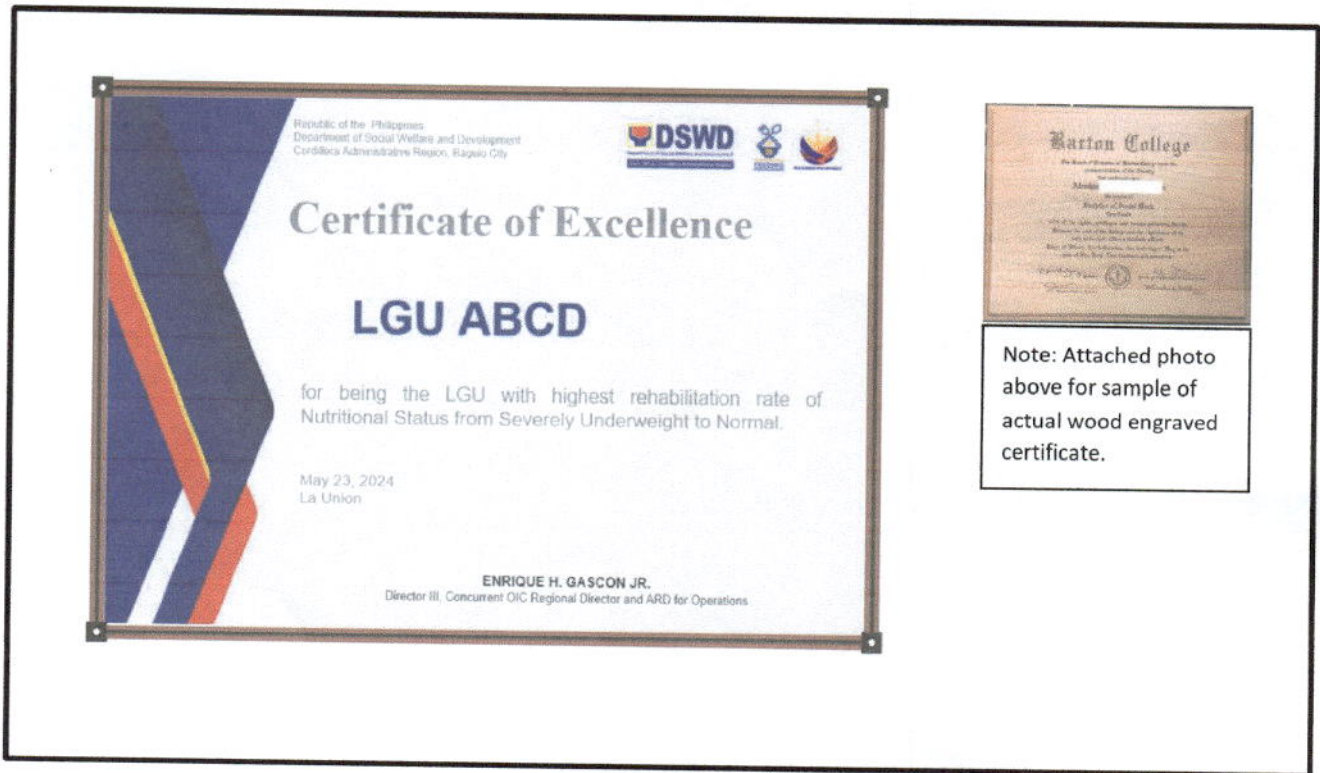 Republic of the Philippines
Department of Social Welfare and Development
Cordillera Administrative Region, Baguio City
DSWD
Certificate of Excellence
LGU ABCD
for being the LGU with highest rehabilitation rate of
Nutritional Status from Severely Underweight to Normal.
May 23, 2024
La Union
ENRIQUE H. GASCON JR.
Director III, Concurrent OIC Regional Director and ARD for Operations
Barton College
Note: Attached photo
above for sample of
actual wood engraved
certificate.